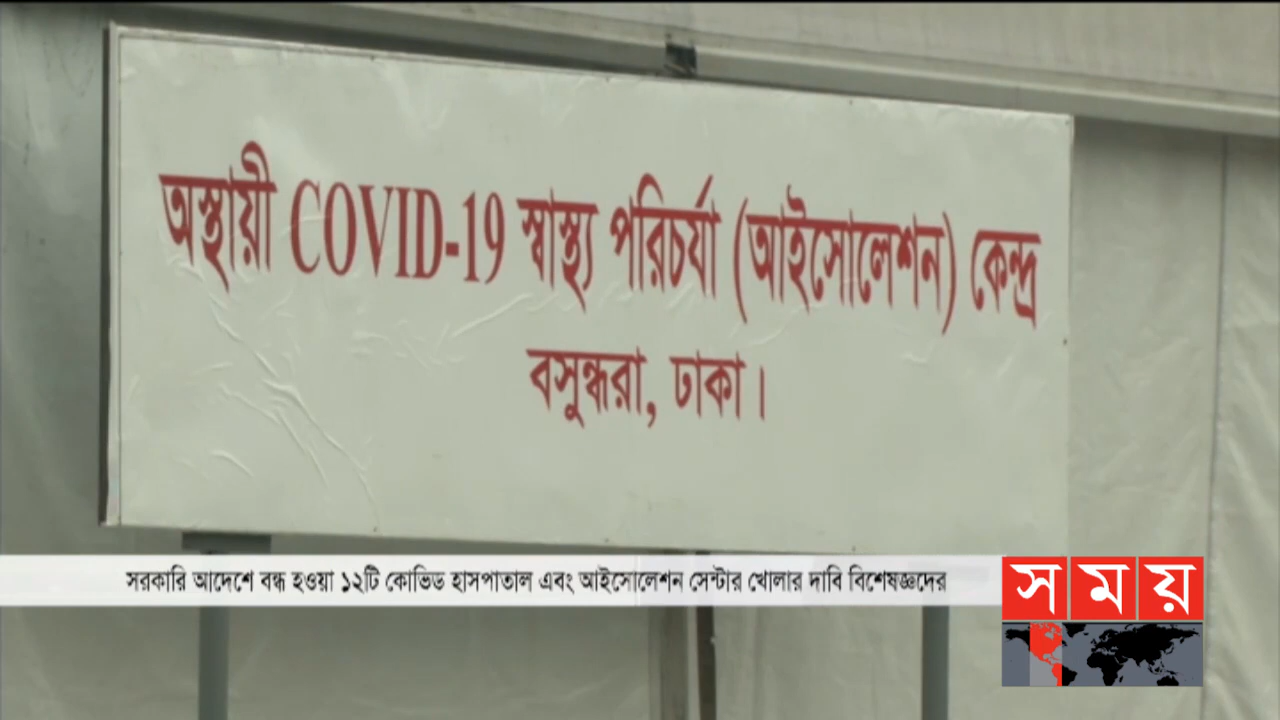 অস্থায়ী COVID-19 স্বাস্থ্য পরিচর্যা (আইসোলেশন) কেন্দ্র
বসুন্ধরা, ঢাকা।
সরকারি আদেশে বন্ধ হওয়া ১২টি কোভিড হাসপাতাল এবং আইসোলেশন সেন্টার খোলার দাবি বিশেষজ্ঞদের
সময়